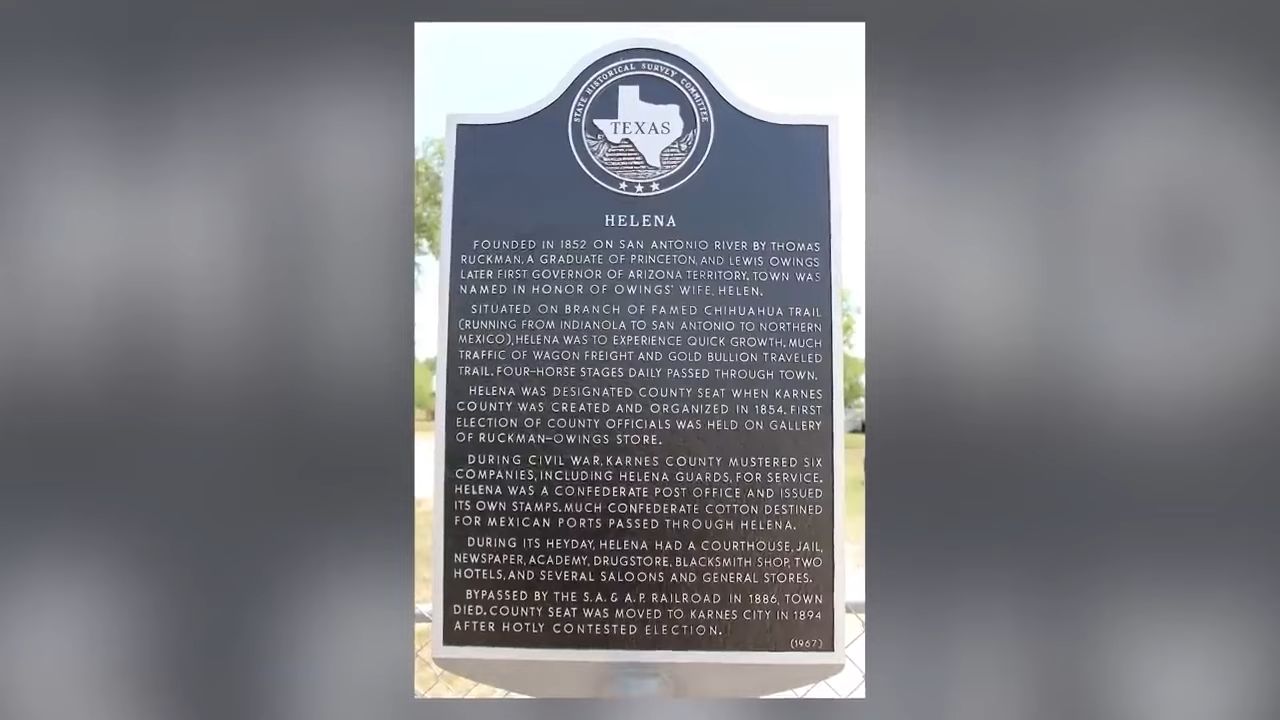 STATE HISTORICAL SURVEY COMMITTEE
TEXAS
HELENA
FOUNDED IN 1852 ON SAN ANTONIO RIVER BY THOMAS
RUCKMAN, A GRADUATE OF PRINCETON, AND LEWIS OWINGS
LATER FIRST GOVERNOR OF ARIZONA TERRITORY. TOWN WAS
NAMED IN HONOR OF OWINGS' WIFE, HELEN.
SITUATED ON BRANCH OF FAMED CHIHUAHUA TRAIL
(RUNNING FROM INDIANOLA TO SAN ANTONIO TO NORTHERN
MEXICO), HELENA WAS TO EXPERIENCE QUICK GROWTH. MUCH
TRAFFIC OF WAGON FREIGHT AND GOLD BULLION TRAVELED
TRAIL. FOUR-HORSE STAGES DAILY PASSED THROUGH TOWN.
HELENA WAS DESIGNATED COUNTY SEAT WHEN KARNES
COUNTY WAS CREATED AND ORGANIZED IN 1854. FIRST
ELECTION OF COUNTY OFFICIALS WAS HELD ON GALLERY
OF RUCKMAN-OWINGS STORE.
DURING CIVIL WAR, KARNES COUNTY MUSTERED SIX
COMPANIES, INCLUDING HELENA GUARDS, FOR SERVICE.
HELENA WAS A CONFEDERATE POST OFFICE AND ISSUED
ITS OWN STAMPS. MUCH CONFEDERATE COTTON DESTINED
FOR MEXICAN PORTS PASSED THROUGH HELENA.
DURING ITS HEYDAY, HELENA HAD A COURTHOUSE, JAIL,
NEWSPAPER, ACADEMY, DRUGSTORE, BLACKSMITH SHOP, TWO
HOTELS, AND SEVERAL SALOONS AND GENERAL STORES.
BYPASSED BY THE S.A. & A.P. RAILROAD IN 1886, TOWN
DIED. COUNTY SEAT WAS MOVED TO KARNES CITY IN 1894
AFTER HOTLY CONTESTED ELECTION.
(1967)